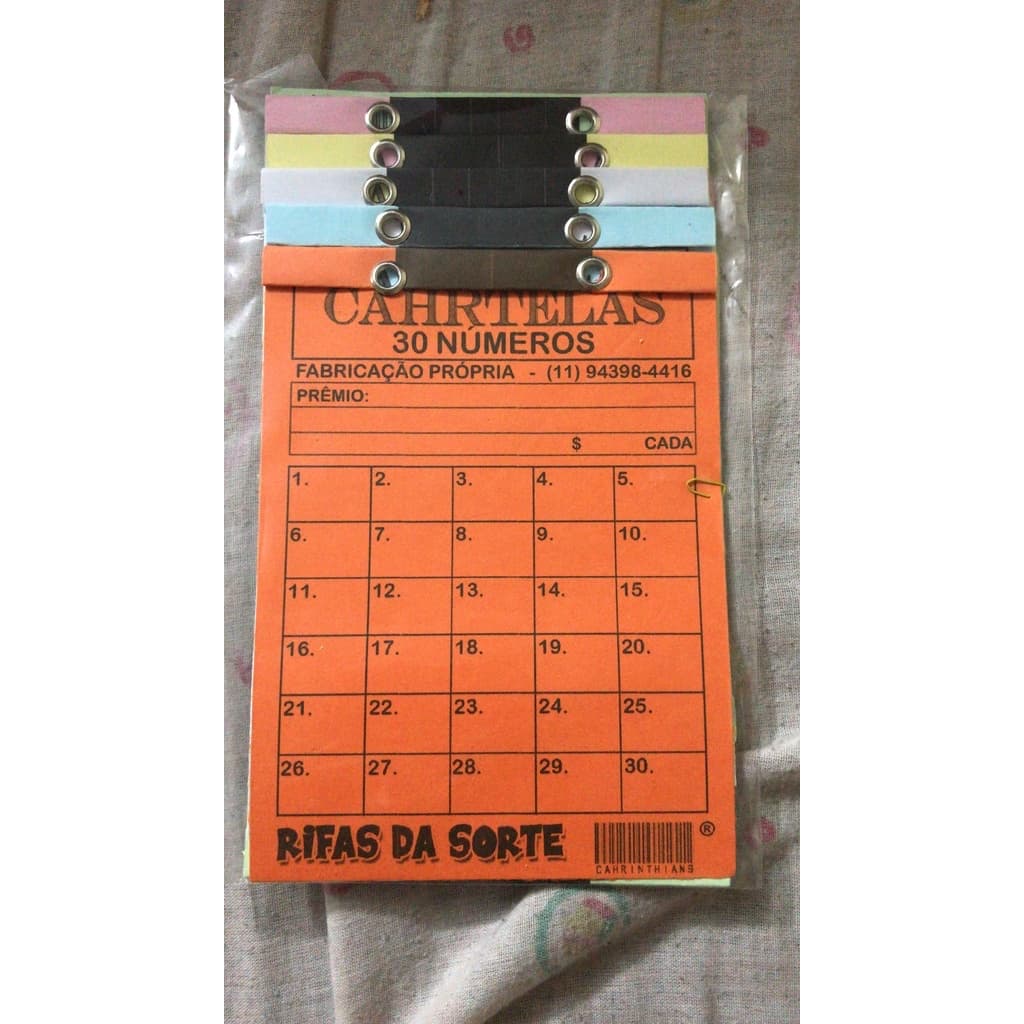 CAHRTELAS
30 NÚMEROS
FABRICAÇÃO PRÓPRIA - (11) 94398-4416
PRÊMIO:
$ CADA
1. 2. 3. 4. 5.
6. 7. 8. 9. 10.
11. 12. 13. 14. 15.
16. 17. 18. 19. 20.
21. 22. 23. 24. 25.
26. 27. 28. 29. 30.
RIFAS DA SORTE ®
CAHRINTHIANS